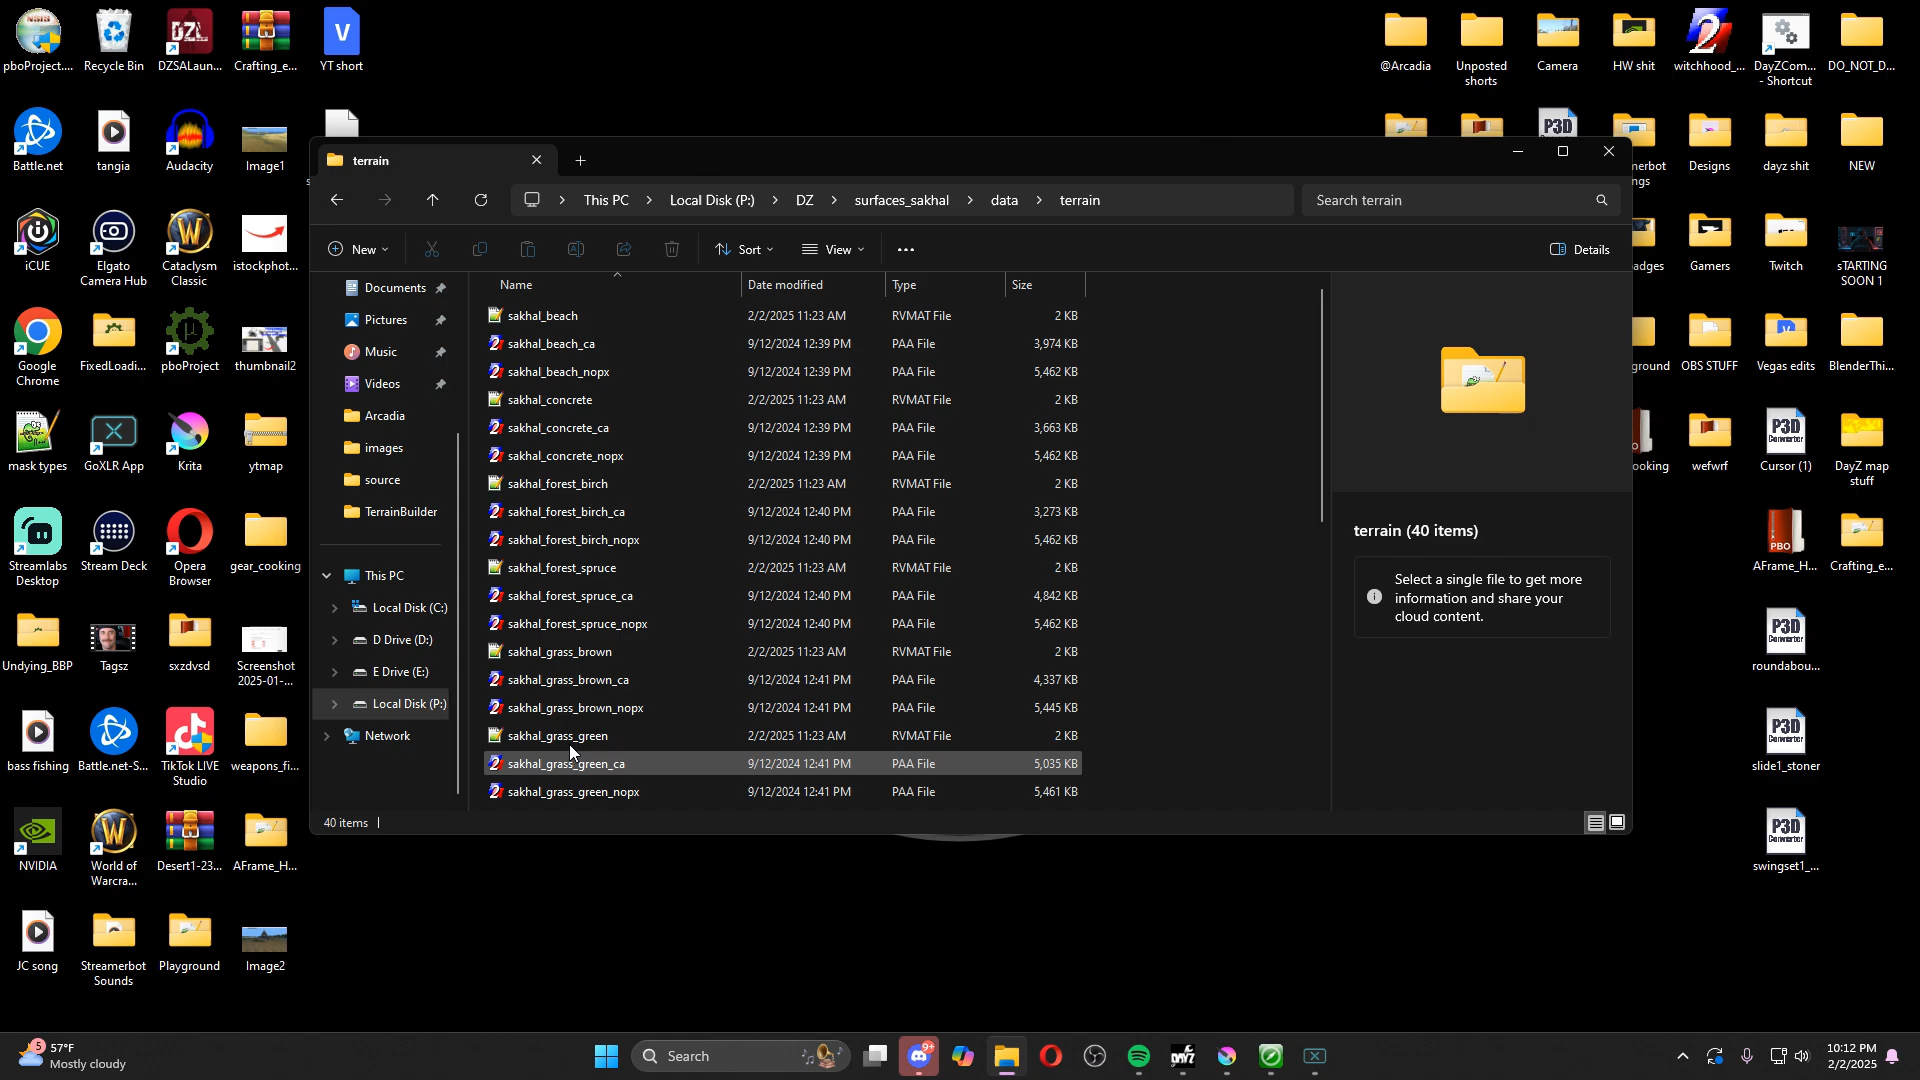 pboProject....
Recycle Bin
DZSALaun...
Crafting_e...
YT short
@Arcadia
Unposted
shorts
Camera
HW shit
witchhood_...
DayZCom...
- Shortcut
DO_NOT_D...
Battle.net
tangia
Audacity
Image1
Designs
dayz shit
NEW
terrain
This PC
Local Disk (P:)
DZ
surfaces_sakhal
data
terrain
Search terrain
New
Sort
View
Details
iCUE
Elgato
Camera Hub
Cataclysm
Classic
istockphot...
Gamers
Twitch
sTARTING
SOON 1
Google
Chrome
FixedLoadi...
pboProject
thumbnail2
OBS STUFF
Vegas edits
BlenderThi...
mask types
GoXLR App
Krita
ytmap
wefwrf
Cursor (1)
DayZ map
stuff
Streamlabs
Desktop
Stream Deck
Opera
Browser
gear_cooking
AFrame_H...
Crafting_e...
Undying_BBP
Tagsz
sxzdvsd
Screenshot
2025-01-...
roundabou...
bass fishing
Battle.net-S...
TikTok LIVE
Studio
weapons_fi...
slide1_stoner
NVIDIA
World of
Warcra...
Desert1-23...
AFrame_H...
swingset1_...
JC song
Streamerbot
Sounds
Playground
Image2
Documents
Pictures
Music
Videos
Arcadia
images
source
TerrainBuilder
This PC
Local Disk (C:)
D Drive (D:)
E Drive (E:)
Local Disk (P:)
Network
Name Date modified Type Size
sakhal_beach 2/2/2025 11:23 AM RVMAT File 2 KB
sakhal_beach_ca 9/12/2024 12:39 PM PAA File 3,974 KB
sakhal_beach_nopx 9/12/2024 12:39 PM PAA File 5,462 KB
sakhal_concrete 2/2/2025 11:23 AM RVMAT File 2 KB
sakhal_concrete_ca 9/12/2024 12:39 PM PAA File 3,663 KB
sakhal_concrete_nopx 9/12/2024 12:39 PM PAA File 5,462 KB
sakhal_forest_birch 2/2/2025 11:23 AM RVMAT File 2 KB
sakhal_forest_birch_ca 9/12/2024 12:40 PM PAA File 3,273 KB
sakhal_forest_birch_nopx 9/12/2024 12:40 PM PAA File 5,462 KB
sakhal_forest_spruce 2/2/2025 11:23 AM RVMAT File 2 KB
sakhal_forest_spruce_ca 9/12/2024 12:40 PM PAA File 4,842 KB
sakhal_forest_spruce_nopx 9/12/2024 12:40 PM PAA File 5,462 KB
sakhal_grass_brown 2/2/2025 11:23 AM RVMAT File 2 KB
sakhal_grass_brown_ca 9/12/2024 12:41 PM PAA File 4,337 KB
sakhal_grass_brown_nopx 9/12/2024 12:41 PM PAA File 5,445 KB
sakhal_grass_green 2/2/2025 11:23 AM RVMAT File 2 KB
sakhal_grass_green_ca 9/12/2024 12:41 PM PAA File 5,035 KB
sakhal_grass_green_nopx 9/12/2024 12:41 PM PAA File 5,461 KB
terrain (40 items)
Select a single file to get more
information and share your
cloud content.
40 items
57°F
Mostly cloudy
Search
10:12 PM
2/2/2025